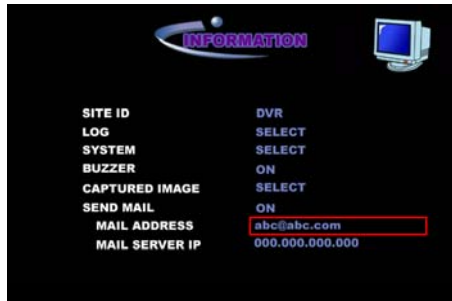 INFORMATION
SITE ID DVR
LOG SELECT
SYSTEM SELECT
BUZZER ON
CAPTURED IMAGE SELECT
SEND MAIL ON
MAIL ADDRESS abc@abc.com
MAIL SERVER IP 000.000.000.000